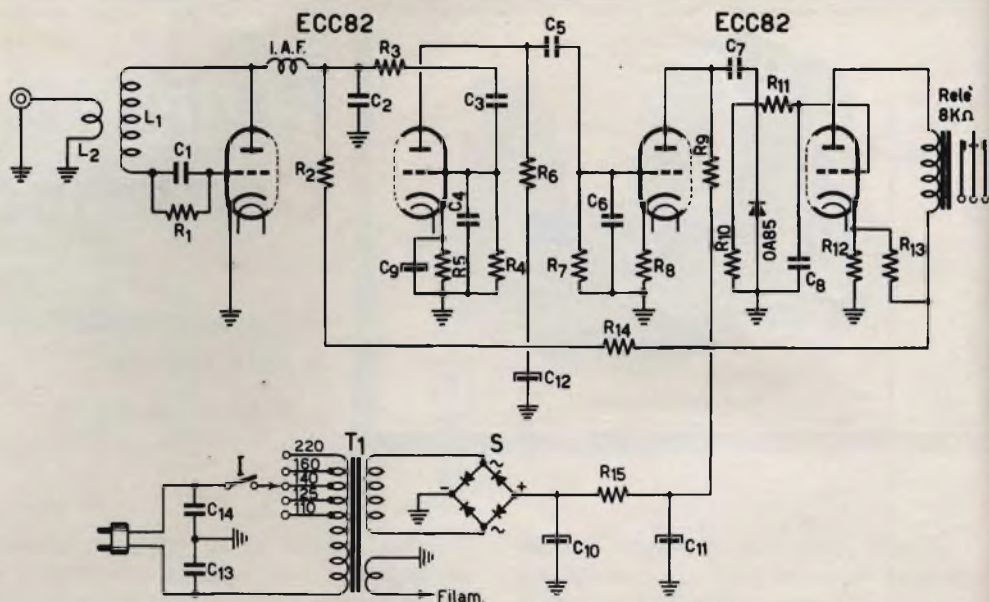 ECC82
ECC82
I.A.F.
R3
C5
C7
R11
Relè
8KΩ
L1
L2
C1
R1
C2
C3
R2
C4
R6
C6
R9
R10
OA85
C8
R12
R13
C9
R5
R4
R7
R8
R14
C12
T1
S
220
160
140
125
110
I
~
-
+
~
R15
C14
C13
C10
C11
Filam.